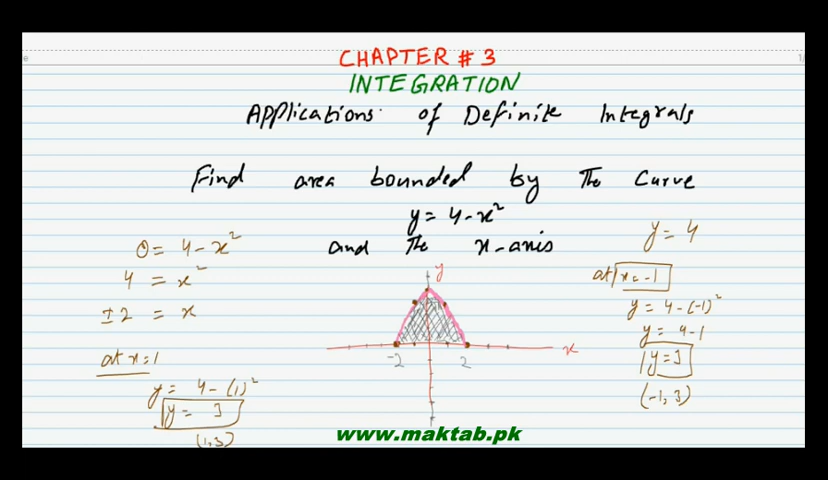 CHAPTER # 3
INTEGRATION
Applications of Definite Integrals
Find area bounded by the Curve
y = 4 - x²
and the x-axis
0 = 4 - x²
4 = x²
±2 = x
at x=1
y = 4 - (1)²
y = 3
(1,3)
y
x
-2
2
y = 4
at x = -1
y = 4 - (-1)²
y = 4 - 1
y = 3
(-1, 3)
www.maktab.pk